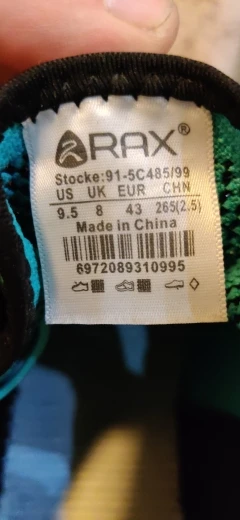 RAX®
Stocke:91-5C485/99
US UK EUR CHN
9.5 8 43 265(2.5)
Made in China
6972089310995